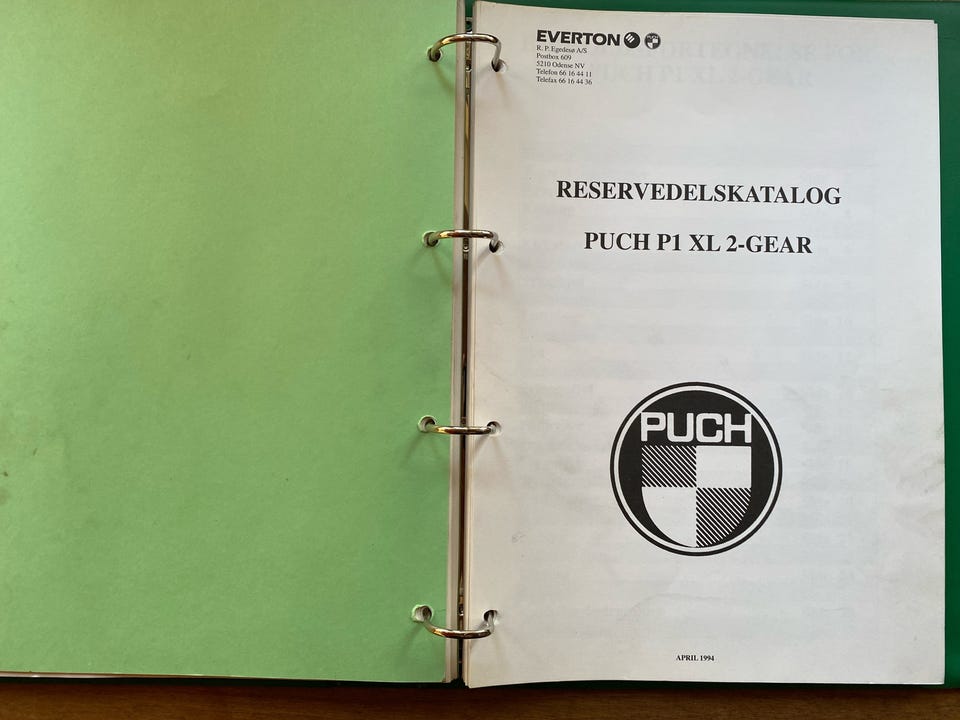 EVERTON
R. P. Egedesø A/S
Postbox 609
5210 Odense NV
Telefon 66 16 44 11
Telefax 66 16 44 36
RESERVEDELSKATALOG
PUCH P1 XL 2-GEAR
PUCH
APRIL 1994